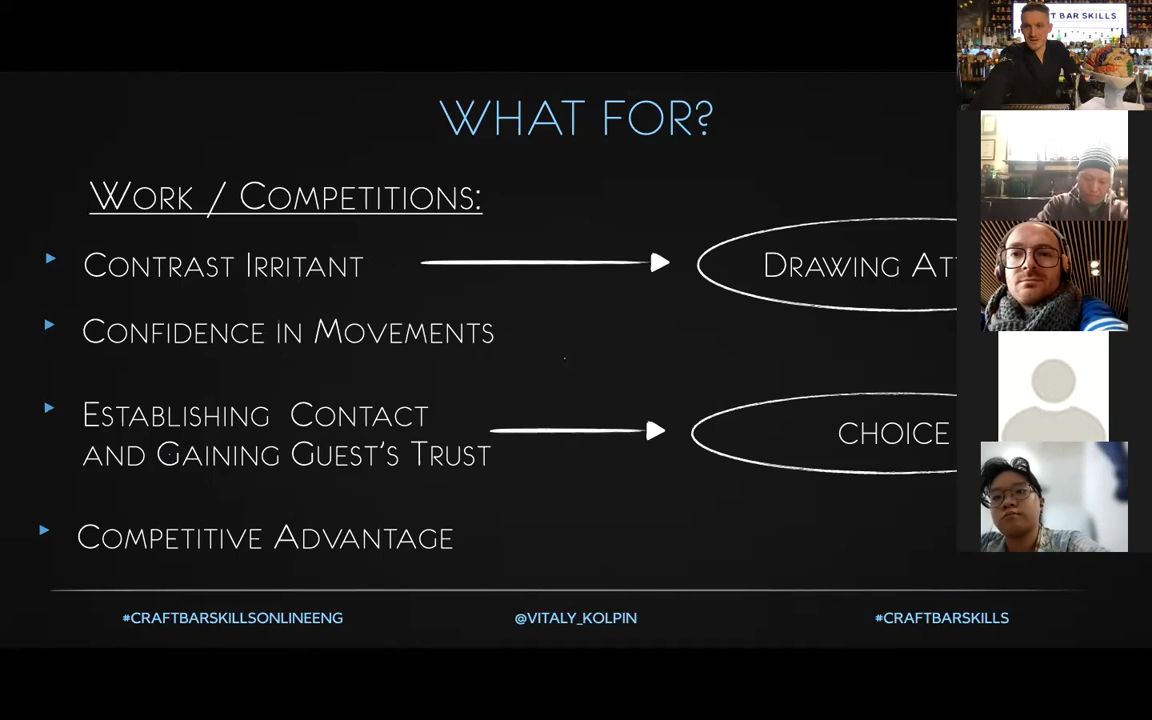 WHAT FOR?
WORK / COMPETITIONS:
CONTRAST IRRITANT
DRAWING
CONFIDENCE IN MOVEMENTS
ESTABLISHING CONTACT
AND GAINING GUEST'S TRUST
CHOICE
COMPETITIVE ADVANTAGE
#CRAFTBARSKILLSONLINEENG
@VITALY_KOLPIN
#CRAFTBARSKILLS
BAR SKILLS